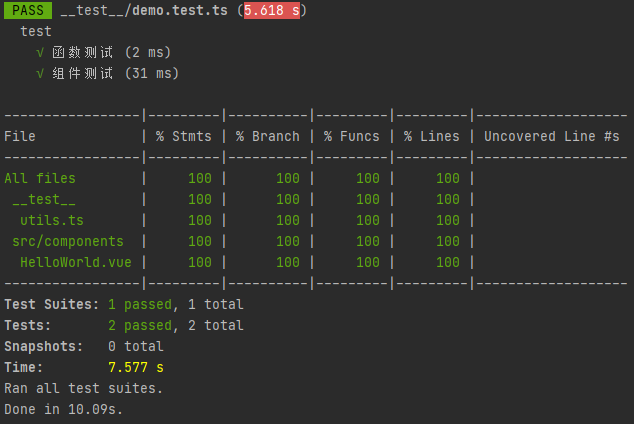 PASS __test__/demo.test.ts (5.618 s)
test
√ 函数测试 (2 ms)
√ 组件测试 (31 ms)
-----------------|---------|----------|---------|---------|-------------------
File             | % Stmts | % Branch | % Funcs | % Lines | Uncovered Line #s
-----------------|---------|----------|---------|---------|-------------------
All files        |     100 |      100 |     100 |     100 |
 __test__        |     100 |      100 |     100 |     100 |
  utils.ts       |     100 |      100 |     100 |     100 |
 src/components  |     100 |      100 |     100 |     100 |
  HelloWorld.vue |     100 |      100 |     100 |     100 |
-----------------|---------|----------|---------|---------|-------------------
Test Suites: 1 passed, 1 total
Tests:       2 passed, 2 total
Snapshots:   0 total
Time:        7.577 s
Ran all test suites.
Done in 10.09s.